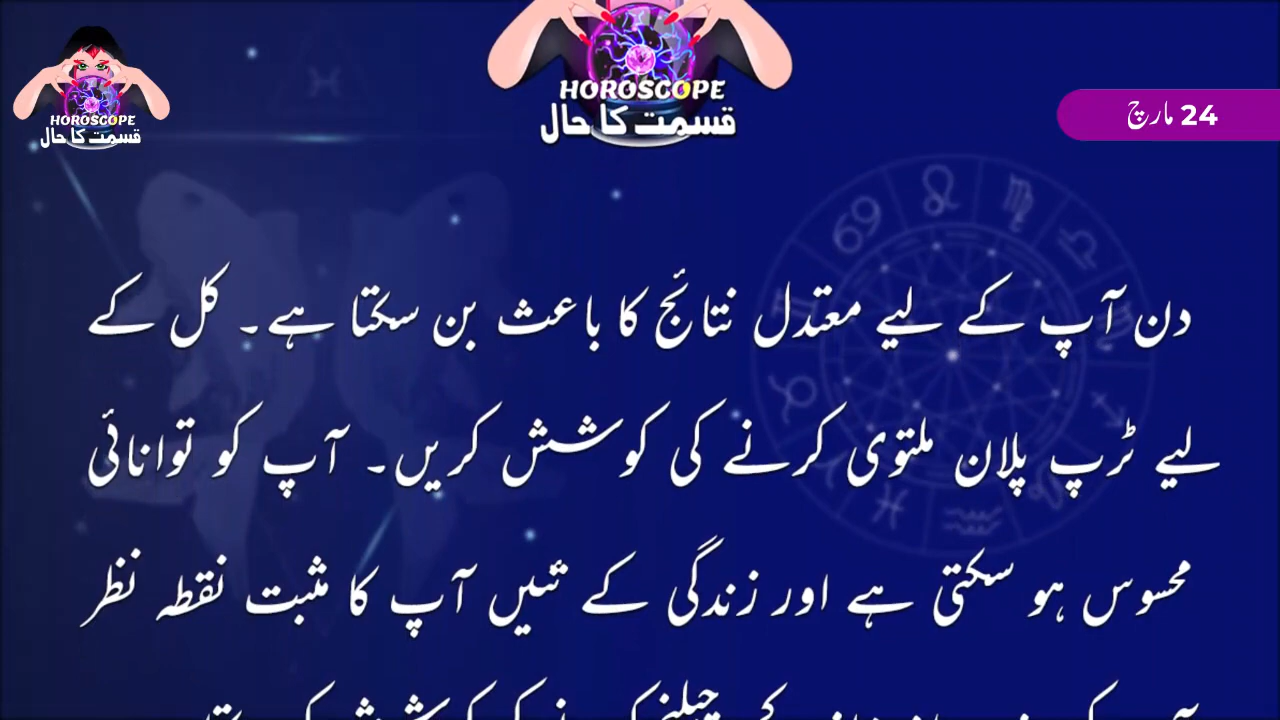 HOROSCOPE
قسمت کا حال
HOROSCOPE
قسمت کا حال
24 مارچ
دن آپ کے لیے معتدل نتائج کا باعث بن سکتا ہے۔ کل کے
لیے ٹرپ پلان ملتوی کرنے کی کوشش کریں۔ آپ کو توانائی
محسوس ہو سکتی ہے اور زندگی کے تئیں آپ کا مثبت نقطہ نظر